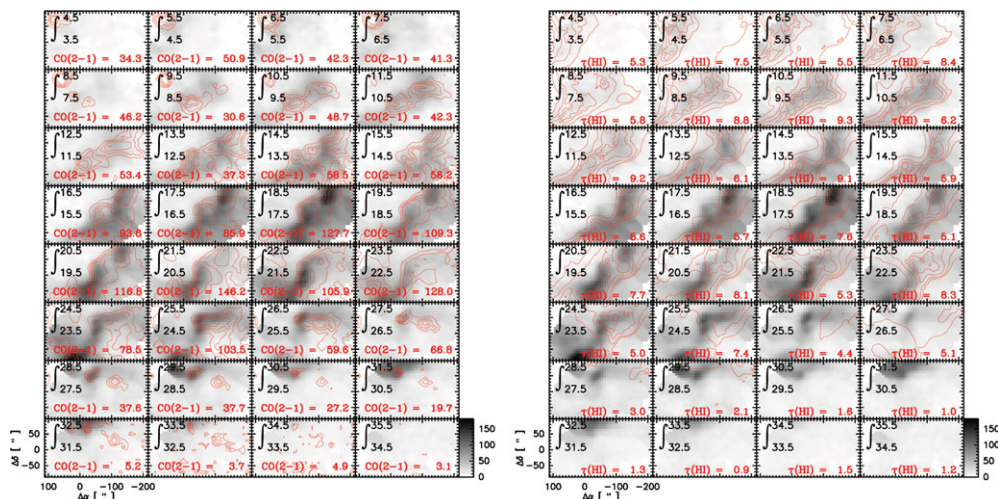 ∫ 4.5 ∫ 5.5 ∫ 6.5 ∫ 7.5
3.5 4.5 5.5 6.5
CO(2-1) = 34.3 CO(2-1) = 50.9 CO(2-1) = 42.3 CO(2-1) = 41.3
∫ 8.5 ∫ 9.5 ∫ 10.5 ∫ 11.5
7.5 8.5 9.5 10.5
CO(2-1) = 46.2 CO(2-1) = 30.6 CO(2-1) = 48.7 CO(2-1) = 42.3
∫ 12.5 ∫ 13.5 ∫ 14.5 ∫ 15.5
11.5 12.5 13.5 14.5
CO(2-1) = 53.4 CO(2-1) = 37.3 CO(2-1) = 58.5 CO(2-1) = 56.2
∫ 16.5 ∫ 17.5 ∫ 18.5 ∫ 19.5
15.5 16.5 17.5 18.5
CO(2-1) = 93.6 CO(2-1) = 85.9 CO(2-1) = 127.7 CO(2-1) = 109.3
∫ 20.5 ∫ 21.5 ∫ 22.5 ∫ 23.5
19.5 20.5 21.5 22.5
CO(2-1) = 116.8 CO(2-1) = 146.2 CO(2-1) = 105.9 CO(2-1) = 128.0
∫ 24.5 ∫ 25.5 ∫ 26.5 ∫ 27.5
23.5 24.5 25.5 26.5
CO(2-1) = 78.5 CO(2-1) = 103.5 CO(2-1) = 59.6 CO(2-1) = 66.8
∫ 28.5 ∫ 29.5 ∫ 30.5 ∫ 31.5
27.5 28.5 29.5 30.5
CO(2-1) = 37.6 CO(2-1) = 37.7 CO(2-1) = 27.2 CO(2-1) = 19.7
∫ 32.5 ∫ 33.5 ∫ 34.5 ∫ 35.5
31.5 32.5 33.5 34.5
CO(2-1) = 5.2 CO(2-1) = 3.7 CO(2-1) = 4.9 CO(2-1) = 3.1
Δδ ["]
50
0
-50
100 0 -100 -200
Δα ["]
150
100
50
0
∫ 4.5 ∫ 5.5 ∫ 6.5 ∫ 7.5
3.5 4.5 5.5 6.5
τ(HI) = 5.3 τ(HI) = 7.5 τ(HI) = 5.5 τ(HI) = 8.4
∫ 8.5 ∫ 9.5 ∫ 10.5 ∫ 11.5
7.5 8.5 9.5 10.5
τ(HI) = 5.8 τ(HI) = 8.8 τ(HI) = 9.3 τ(HI) = 6.2
∫ 12.5 ∫ 13.5 ∫ 14.5 ∫ 15.5
11.5 12.5 13.5 14.5
τ(HI) = 9.2 τ(HI) = 6.1 τ(HI) = 9.1 τ(HI) = 5.9
∫ 16.5 ∫ 17.5 ∫ 18.5 ∫ 19.5
15.5 16.5 17.5 18.5
τ(HI) = 8.6 τ(HI) = 5.7 τ(HI) = 7.6 τ(HI) = 5.1
∫ 20.5 ∫ 21.5 ∫ 22.5 ∫ 23.5
19.5 20.5 21.5 22.5
τ(HI) = 7.7 τ(HI) = 8.1 τ(HI) = 5.3 τ(HI) = 8.3
∫ 24.5 ∫ 25.5 ∫ 26.5 ∫ 27.5
23.5 24.5 25.5 26.5
τ(HI) = 5.0 τ(HI) = 7.4 τ(HI) = 4.4 τ(HI) = 5.1
∫ 28.5 ∫ 29.5 ∫ 30.5 ∫ 31.5
27.5 28.5 29.5 30.5
τ(HI) = 3.0 τ(HI) = 2.1 τ(HI) = 1.6 τ(HI) = 1.0
∫ 32.5 ∫ 33.5 ∫ 34.5 ∫ 35.5
31.5 32.5 33.5 34.5
τ(HI) = 1.3 τ(HI) = 0.9 τ(HI) = 1.5 τ(HI) = 1.2
Δδ ["]
50
0
-50
100 0 -100 -200
Δα ["]
150
100
50
0